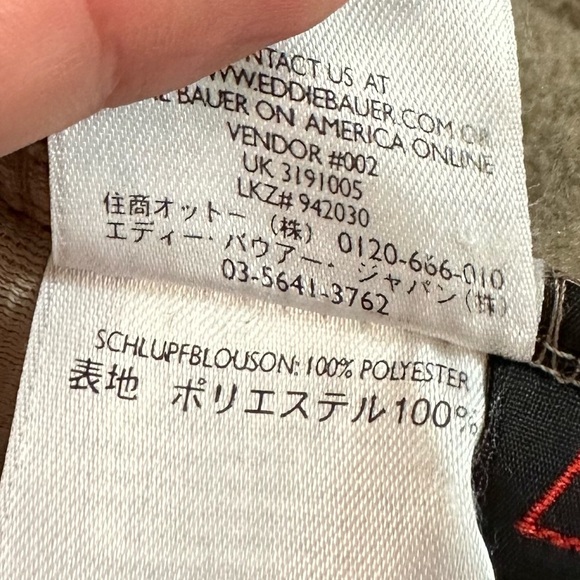 NTACT US AT
WWW.EDDIEBAUER.COM OR
BAUER ON AMERICA ONLINE
VENDOR #002
UK 3191005
LKZ# 942030
住商オットー (株) 0120-666-010
エディー・バウアー・ジャパン(株)
03-5641-3762
SCHLUPFBLOUSON: 100% POLYESTER
表地 ポリエステル100%